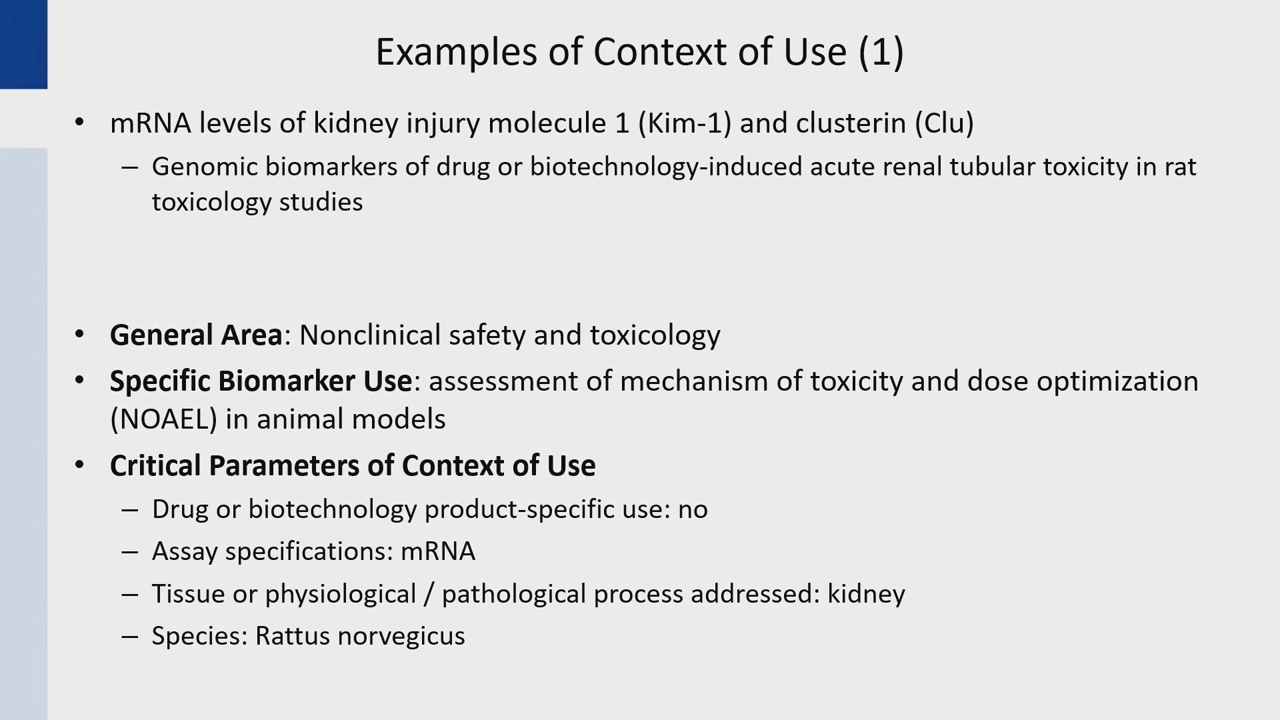 Examples of Context of Use (1)
• mRNA levels of kidney injury molecule 1 (Kim-1) and clusterin (Clu)
– Genomic biomarkers of drug or biotechnology-induced acute renal tubular toxicity in rat
toxicology studies
• General Area: Nonclinical safety and toxicology
• Specific Biomarker Use: assessment of mechanism of toxicity and dose optimization
(NOAEL) in animal models
• Critical Parameters of Context of Use
– Drug or biotechnology product-specific use: no
– Assay specifications: mRNA
– Tissue or physiological / pathological process addressed: kidney
– Species: Rattus norvegicus